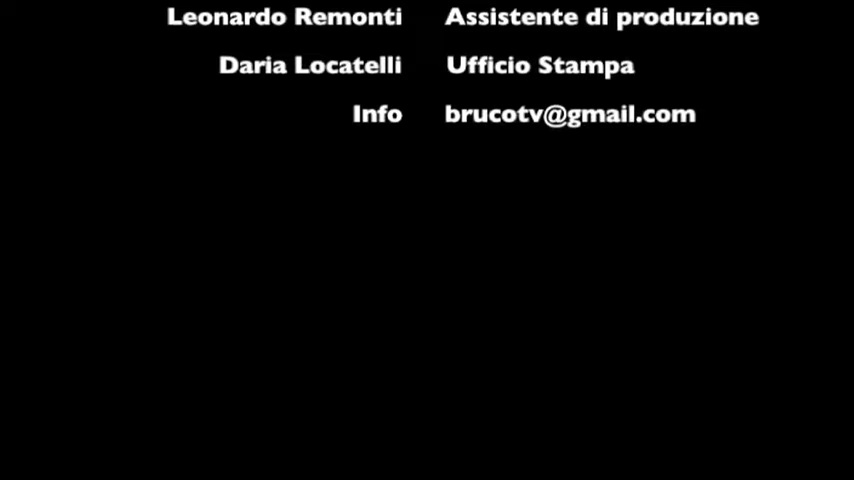 Leonardo Remonti Assistente di produzione
Daria Locatelli Ufficio Stampa
Info brucotv@gmail.com